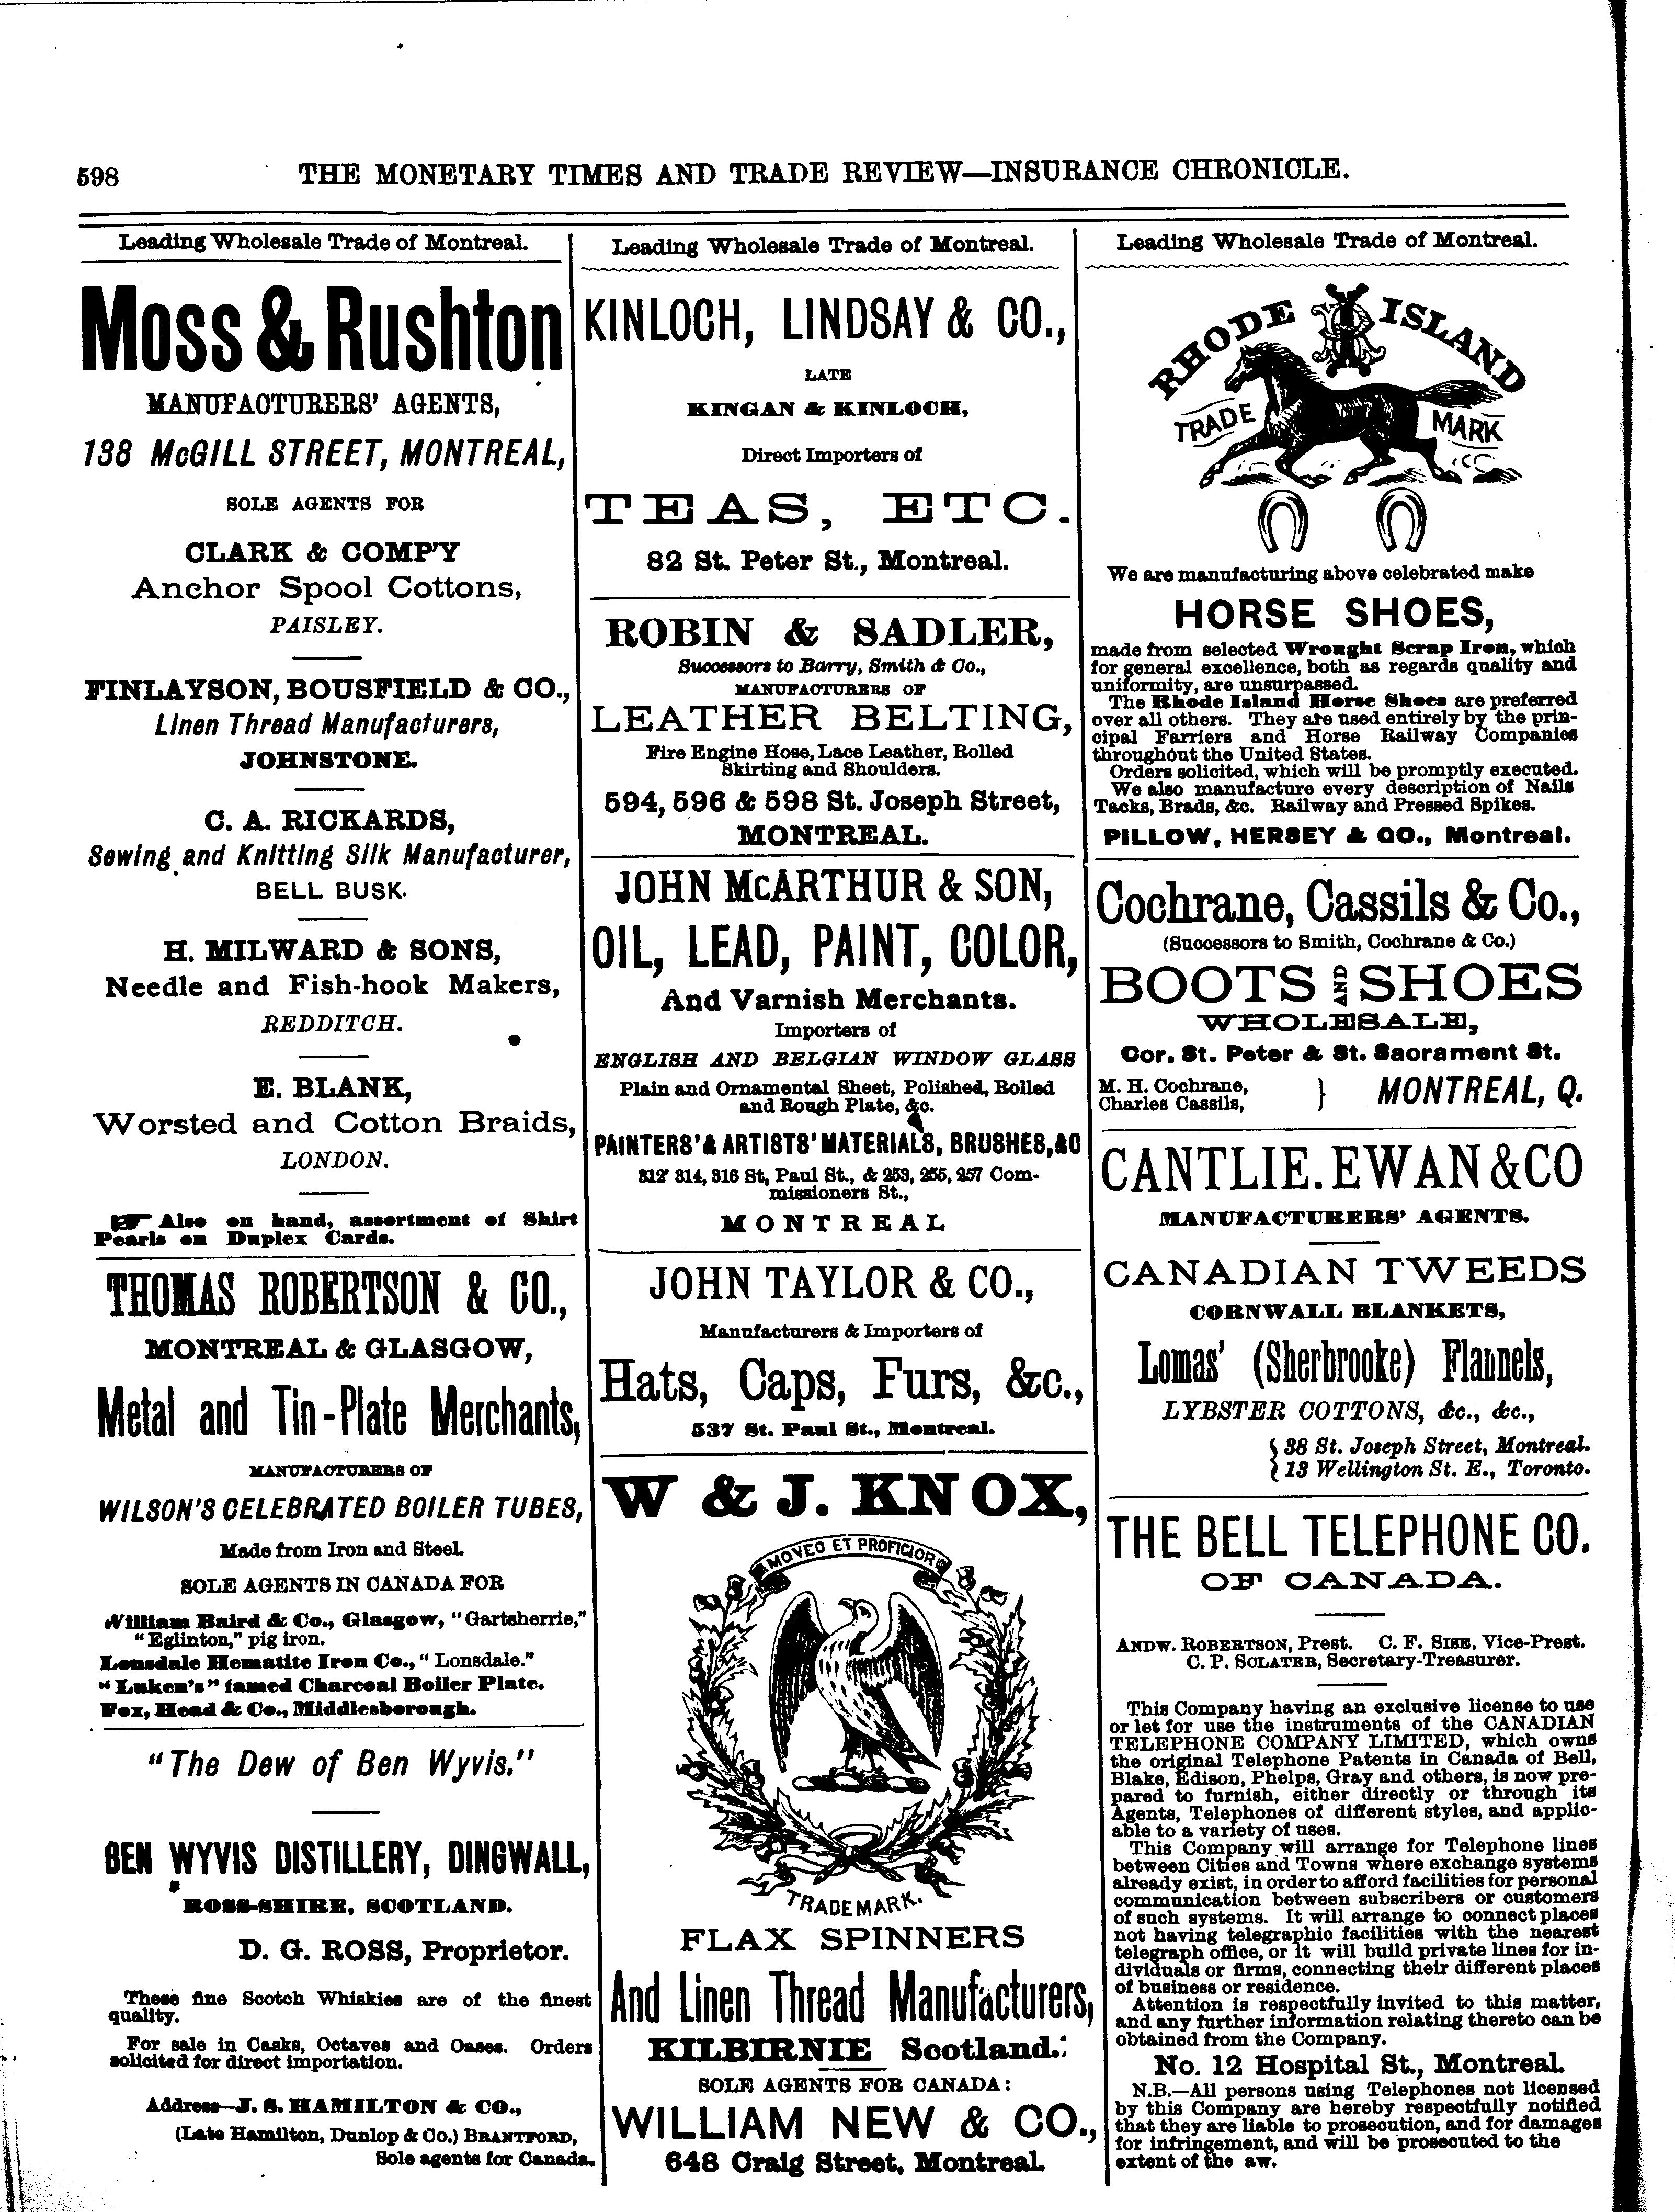 598
THE MONETARY TIMES AND TRADE REVIEW—INSURANCE CHRONICLE.
Leading Wholesale Trade of Montreal.
Moss & Rushton
MANUFACTURERS' AGENTS,
138 McGILL STREET, MONTREAL,
SOLE AGENTS FOR
CLARK & COMP'Y
Anchor Spool Cottons,
PAISLEY.
FINLAYSON, BOUSFIELD & CO.,
Linen Thread Manufacturers,
JOHNSTONE.
C. A. RICKARDS,
Sewing and Knitting Silk Manufacturer,
BELL BUSK.
H. MILWARD & SONS,
Needle and Fish-hook Makers,
REDDITCH.
E. BLANK,
Worsted and Cotton Braids,
LONDON.
☞ Also on hand, assortment of Shirt
Pearls on Duplex Cards.
THOMAS ROBERTSON & CO.,
MONTREAL & GLASGOW,
Metal and Tin-Plate Merchants,
MANUFACTURERS OF
WILSON'S CELEBRATED BOILER TUBES,
Made from Iron and Steel.
SOLE AGENTS IN CANADA FOR
William Baird & Co., Glasgow, "Gartsherrie,"
"Eglinton," pig iron.
Lonsdale Hematite Iron Co., "Lonsdale."
"Luken's" famed Charcoal Boiler Plate.
Fox, Head & Co., Middlesborough.
"The Dew of Ben Wyvis."
BEN WYVIS DISTILLERY, DINGWALL,
ROSS-SHIRE, SCOTLAND.
D. G. ROSS, Proprietor.
These fine Scotch Whiskies are of the finest
quality.
For sale in Casks, Octaves and Cases. Orders
solicited for direct importation.
Address—J. S. HAMILTON & CO.,
(Late Hamilton, Dunlop & Co.) BRANTFORD,
Sole agents for Canada.
Leading Wholesale Trade of Montreal.
KINLOCH, LINDSAY & CO.,
LATE
KINGAN & KINLOCH,
Direct Importers of
TEAS, ETC.
82 St. Peter St., Montreal.
ROBIN & SADLER,
Successors to Barry, Smith & Co.,
MANUFACTURERS OF
LEATHER BELTING,
Fire Engine Hose, Lace Leather, Rolled
Skirting and Shoulders.
594, 596 & 598 St. Joseph Street,
MONTREAL.
JOHN McARTHUR & SON,
OIL, LEAD, PAINT, COLOR,
And Varnish Merchants.
Importers of
ENGLISH AND BELGIAN WINDOW GLASS
Plain and Ornamental Sheet, Polished, Rolled
and Rough Plate, &c.
PAINTERS' & ARTISTS' MATERIALS, BRUSHES, &C
312' 314, 316 St, Paul St., & 253, 255, 257 Com-
missioners St.,
MONTREAL
JOHN TAYLOR & CO.,
Manufacturers & Importers of
Hats, Caps, Furs, &c.,
537 St. Paul St., Montreal.
W & J. KNOX,
MOVEO ET PROFICIOR
TRADE MARK.
FLAX SPINNERS
And Linen Thread Manufacturers,
KILBIRNIE Scotland.
SOLE AGENTS FOR CANADA:
WILLIAM NEW & CO.,
648 Craig Street, Montreal.
Leading Wholesale Trade of Montreal.
RHODE ISLAND
TRADE MARK
We are manufacturing above celebrated make
HORSE SHOES,
made from selected Wrought Scrap Iron, which
for general excellence, both as regards quality and
uniformity, are unsurpassed.
The Rhode Island Horse Shoes are preferred
over all others. They are used entirely by the prin-
cipal Farriers and Horse Railway Companies
throughout the United States.
Orders solicited, which will be promptly executed.
We also manufacture every description of Nails
Tacks, Brads, &c. Railway and Pressed Spikes.
PILLOW, HERSEY & CO., Montreal.
Cochrane, Cassils & Co.,
(Successors to Smith, Cochrane & Co.)
BOOTS AND SHOES
WHOLESALE,
Cor. St. Peter & St. Sacrament St.
M. H. Cochrane,
Charles Cassils,
} MONTREAL, Q.
CANTLIE. EWAN & CO
MANUFACTURERS' AGENTS.
CANADIAN TWEEDS
CORNWALL BLANKETS,
Lomas' (Sherbrooke) Flannels,
LYBSTER COTTONS, &c., &c.,
38 St. Joseph Street, Montreal.
13 Wellington St. E., Toronto.
THE BELL TELEPHONE CO.
OF CANADA.
ANDW. ROBERTSON, Prest. C. F. SISE, Vice-Prest.
C. P. SCLATER, Secretary-Treasurer.
This Company having an exclusive license to use
or let for use the instruments of the CANADIAN
TELEPHONE COMPANY LIMITED, which owns
the original Telephone Patents in Canada of Bell,
Blake, Edison, Phelps, Gray and others, is now pre-
pared to furnish, either directly or through its
Agents, Telephones of different styles, and applic-
able to a variety of uses.
This Company will arrange for Telephone lines
between Cities and Towns where exchange systems
already exist, in order to afford facilities for personal
communication between subscribers or customers
of such systems. It will arrange to connect places
not having telegraphic facilities with the nearest
telegraph office, or it will build private lines for in-
dividuals or firms, connecting their different places
of business or residence.
Attention is respectfully invited to this matter,
and any further information relating thereto can be
obtained from the Company.
No. 12 Hospital St., Montreal.
N.B.—All persons using Telephones not licensed
by this Company are hereby respectfully notified
that they are liable to prosecution, and for damages
for infringement, and will be prosecuted to the
extent of the aw.